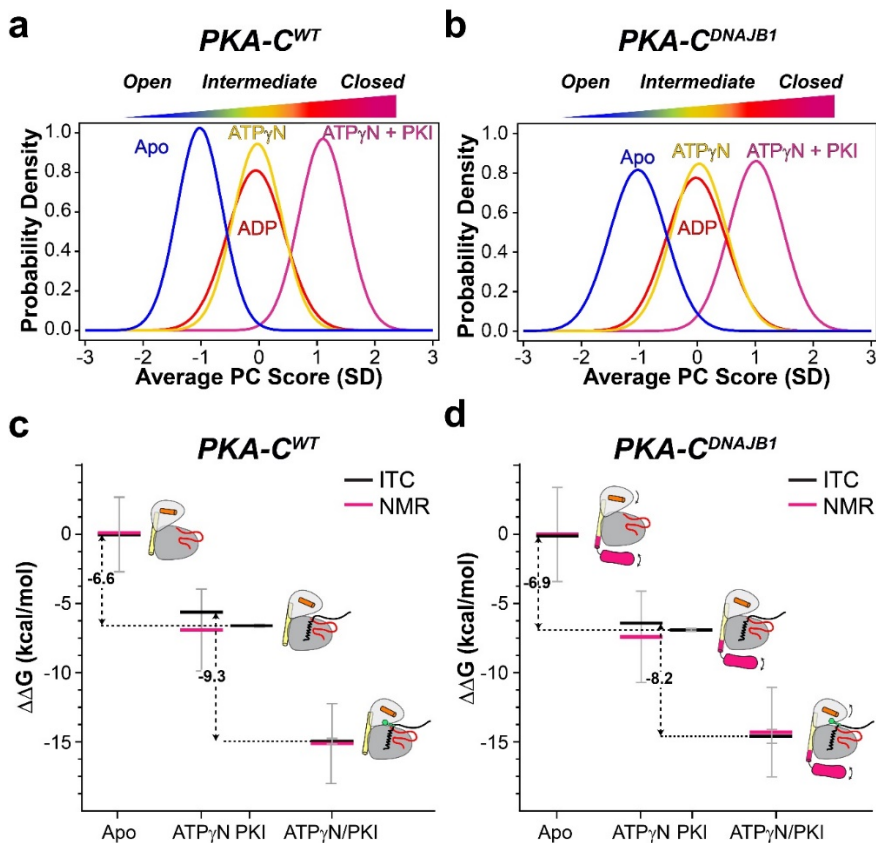 a
PKA-C^WT
Open Intermediate Closed
Apo
ATPγN
ATPγN + PKI
ADP
Probability Density
1.0
0.8
0.6
0.4
0.2
0.0
-3 -2 -1 0 1 2 3
Average PC Score (SD)
b
PKA-C^DNAJB1
Open Intermediate Closed
Apo
ATPγN
ATPγN + PKI
ADP
Probability Density
1.0
0.8
0.6
0.4
0.2
0.0
-3 -2 -1 0 1 2 3
Average PC Score (SD)
c
PKA-C^WT
ITC
NMR
ΔΔG (kcal/mol)
0
-5
-10
-15
-6.6
-9.3
Apo ATPγN PKI ATPγN/PKI
d
PKA-C^DNAJB1
ITC
NMR
ΔΔG (kcal/mol)
0
-5
-10
-15
-6.9
-8.2
Apo ATPγN PKI ATPγN/PKI